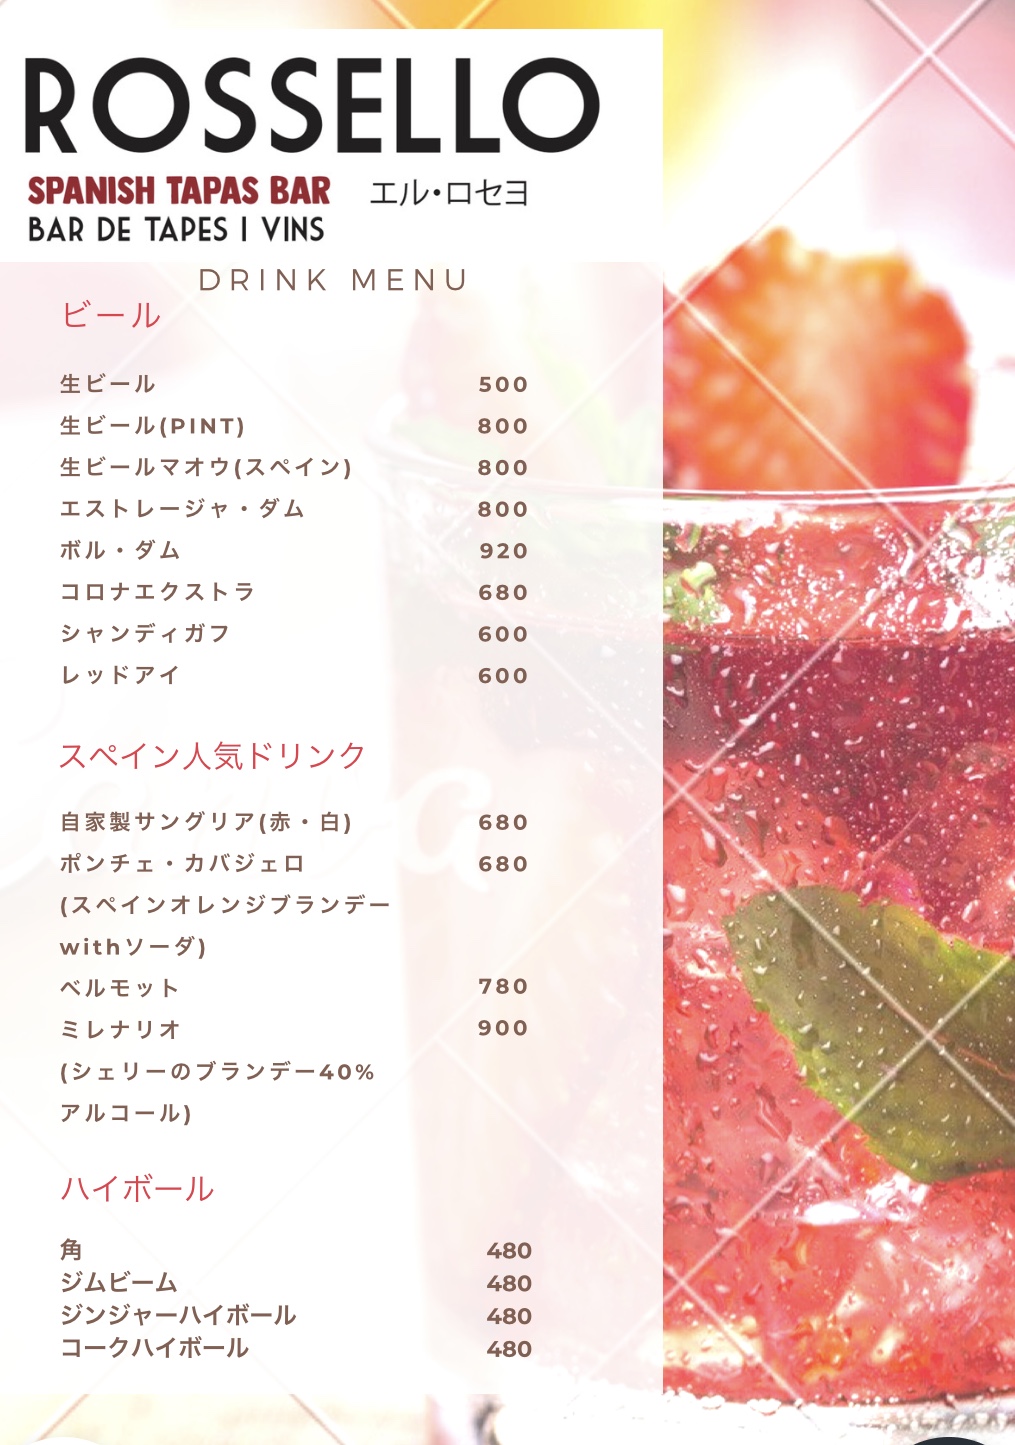 ROSSELLO
SPANISH TAPAS BAR エル・ロセヨ
BAR DE TAPES I VINS
DRINK MENU
ビール
生ビール 500
生ビール(PINT) 800
生ビールマオウ(スペイン) 800
エストレージャ・ダム 800
ボル・ダム 920
コロナエクストラ 680
シャンディガフ 600
レッドアイ 600
スペイン人気ドリンク
自家製サングリア(赤・白) 680
ポンチェ・カバジェロ 680
(スペインオレンジブランデー
withソーダ)
ベルモット 780
ミレナリオ 900
(シェリーのブランデー40%
アルコール)
ハイボール
角 480
ジムビーム 480
ジンジャーハイボール 480
コークハイボール 480